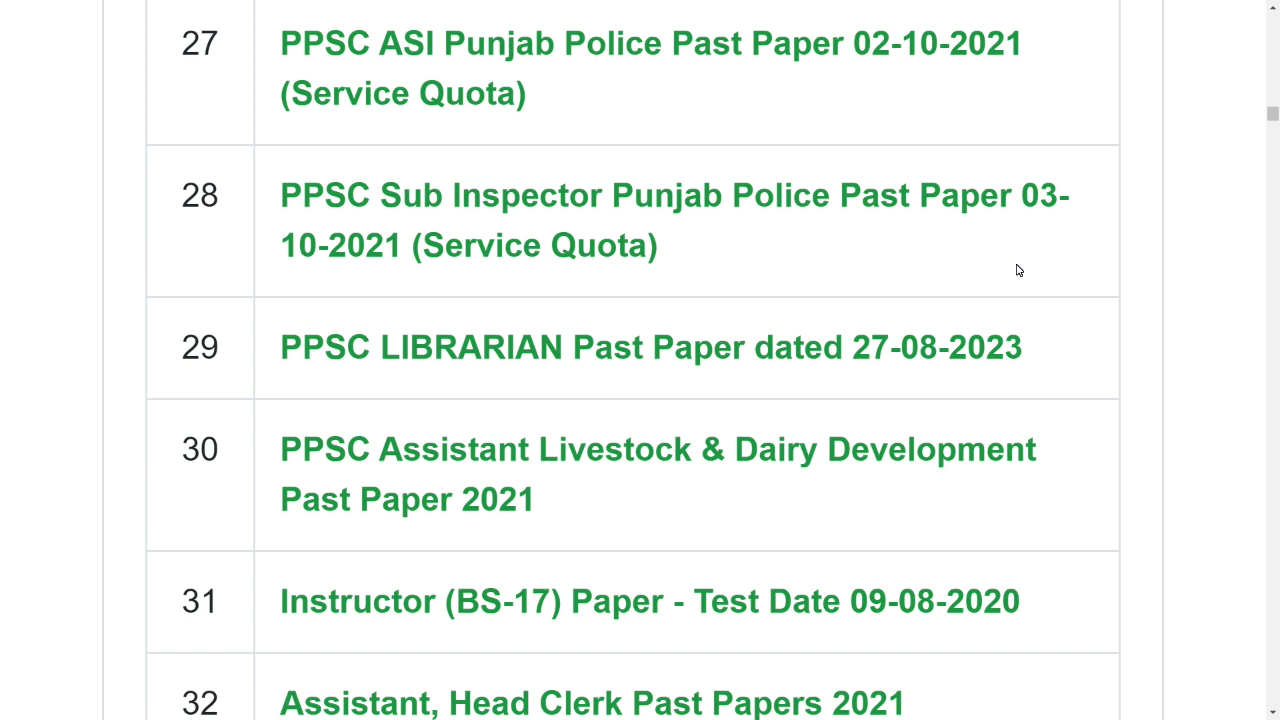 27
PPSC ASI Punjab Police Past Paper 02-10-2021
(Service Quota)
28
PPSC Sub Inspector Punjab Police Past Paper 03-
10-2021 (Service Quota)
29
PPSC LIBRARIAN Past Paper dated 27-08-2023
30
PPSC Assistant Livestock & Dairy Development
Past Paper 2021
31
Instructor (BS-17) Paper - Test Date 09-08-2020
32
Assistant, Head Clerk Past Papers 2021